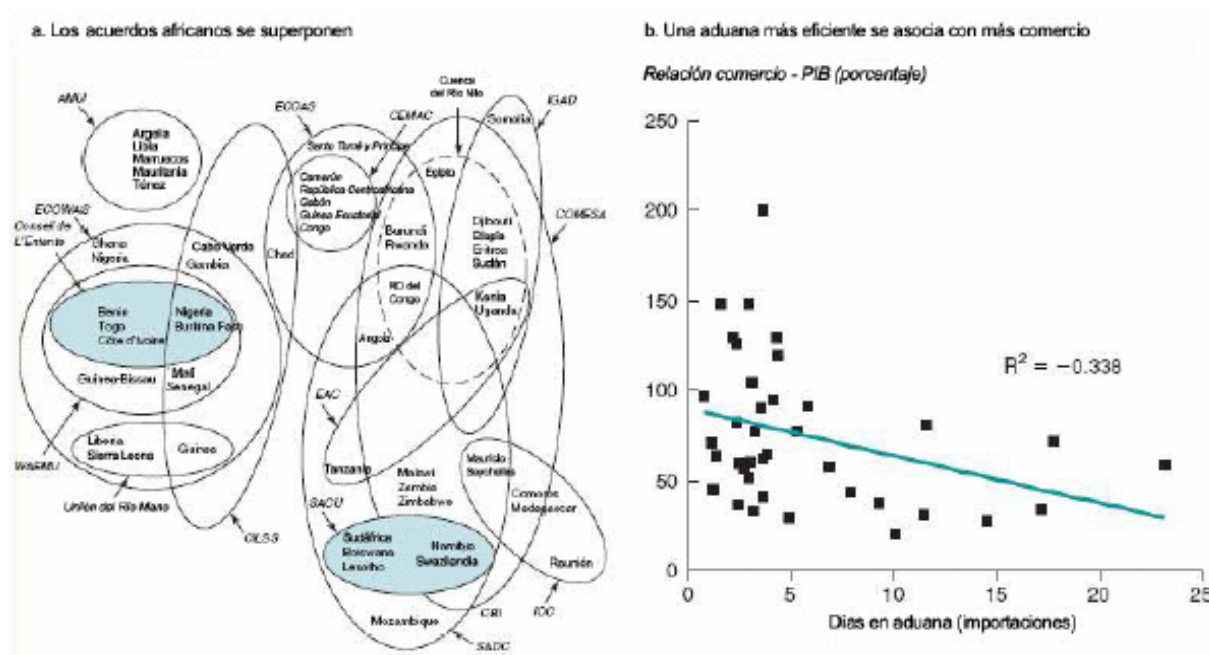 a. Los acuerdos africanos se superponen
AMU
Argelia
Libia
Marruecos
Mauritania
Túnez
ECOWAS
Conseil de
L'Entente
Ghana
Nigeria
Cabo Verde
Gambia
Benin
Togo
Côte d'Ivoire
Nigeria
Burkina Faso
Guinea-Bissau
Mali
Senegal
Liberia
Sierra Leona
Guinea
WAEMU
Unión del Río Mano
CILSS
ECCAS
CEMAC
Santo Tomé y Príncipe
Camerún
República Centroafricana
Gabón
Guinea Ecuatorial
Congo
Chad
Cuenca
del Río Nilo
IGAD
Somalia
Egipto
COMESA
Burundi
Rwanda
Djibouti
Etiopía
Eritrea
Sudán
RD del
Congo
Kenia
Uganda
Angola
EAC
Tanzania
Malawi
Zambia
Zimbabwe
Mauricio
Seychelles
Comoros
Madagascar
Reunión
SACU
Sudáfrica
Botswana
Lesotho
Namibia
Swazilandia
Mozambique
CBI
IOC
SADC
b. Una aduana más eficiente se asocia con más comercio
Relación comercio - PIB (porcentaje)
250
200
150
100
50
0
R² = −0.338
0 5 10 15 20 25
Dias en aduana (importaciones)